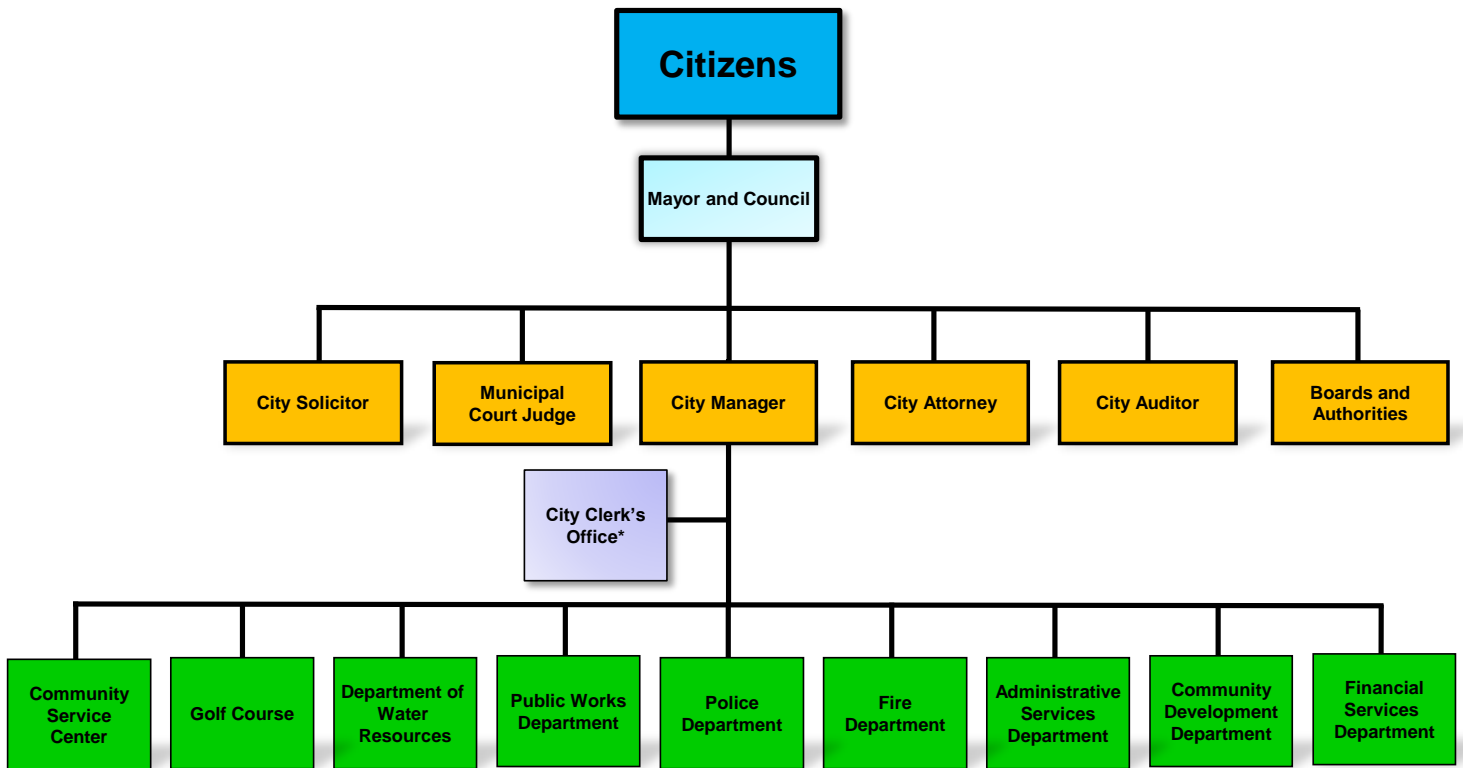 Citizens
Mayor and Council
City Solicitor
Municipal
Court Judge
City Manager
City Attorney
City Auditor
Boards and
Authorities
City Clerk’s
Office*
Community
Service
Center
Golf Course
Department of
Water
Resources
Public Works
Department
Police
Department
Fire
Department
Administrative
Services
Department
Community
Development
Department
Financial
Services
Department